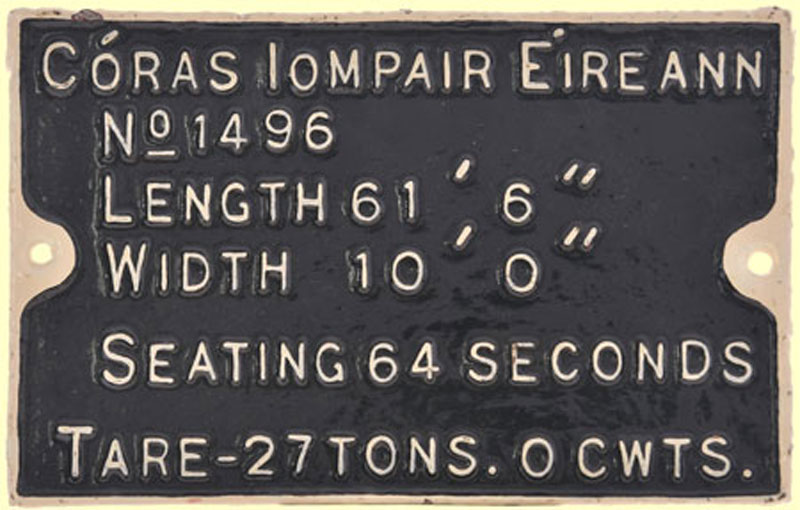 CÓRAS IOMPAIR ÉIREANN
Nº 1496
LENGTH 61' 6"
WIDTH 10' 0"
SEATING 64 SECONDS
TARE-27 TONS. 0 CWTS.